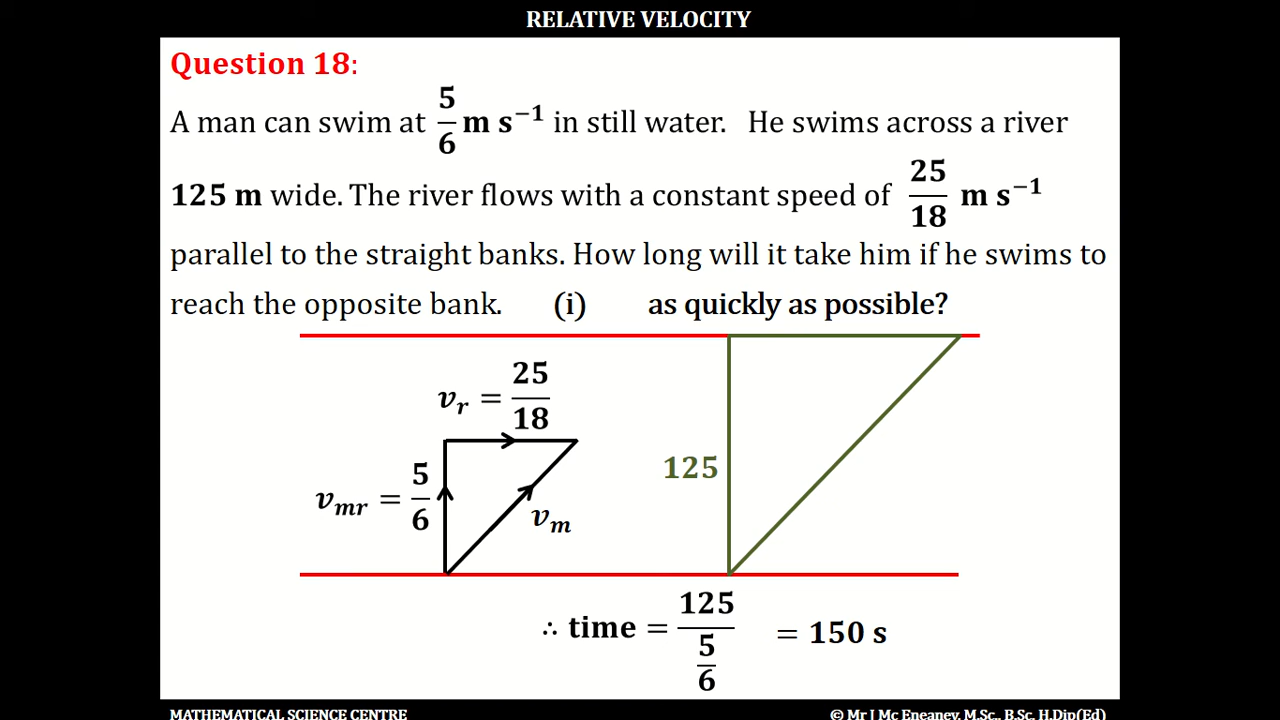 RELATIVE VELOCITY
Question 18:
A man can swim at 5/6 m s⁻¹ in still water. He swims across a river
125 m wide. The river flows with a constant speed of 25/18 m s⁻¹
parallel to the straight banks. How long will it take him if he swims to
reach the opposite bank. (i) as quickly as possible?
vᵣ = 25/18
vₘᵣ = 5/6
vₘ
125
∴ time = 125/(5/6) = 150 s
MATHEMATICAL SCIENCE CENTRE
© Mr J Mc Eneaney, M.Sc., B.Sc, H.Dip(Ed)